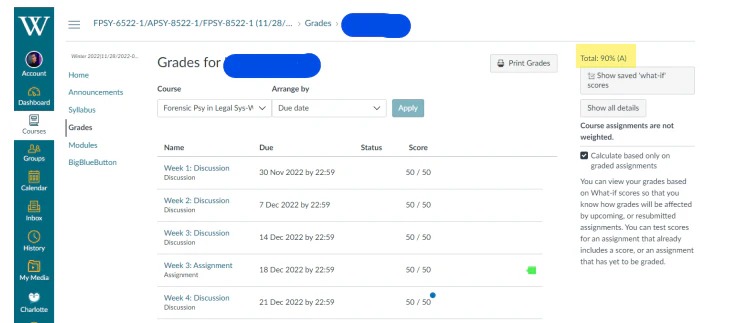 W
FPSY-6522-1/APSY-8522-1/FPSY-8522-1 (11/28/... › Grades ›
Winter 2022|11/28/2022-0...
Account
Dashboard
Courses
Groups
Calendar
Inbox
History
My Media
Charlotte
Home
Announcements
Syllabus
Grades
Modules
BigBlueButton
Grades for
Print Grades
Course
Arrange by
Forensic Psy in Legal Sys-W
Due date
Apply
Name Due Status Score
Week 1: Discussion
Discussion
30 Nov 2022 by 22:59 50 / 50
Week 2: Discussion
Discussion
7 Dec 2022 by 22:59 50 / 50
Week 3: Discussion
Discussion
14 Dec 2022 by 22:59 50 / 50
Week 3: Assignment
Assignment
18 Dec 2022 by 22:59 50 / 50
Week 4: Discussion
Discussion
21 Dec 2022 by 22:59 50 / 50
Total: 90% (A)
Show saved 'what-if'
scores
Show all details
Course assignments are not
weighted.
Calculate based only on
graded assignments
You can view your grades based
on What-if scores so that you
know how grades will be affected
by upcoming, or resubmitted
assignments. You can test scores
for an assignment that already
includes a score, or an assignment
that has yet to be graded.